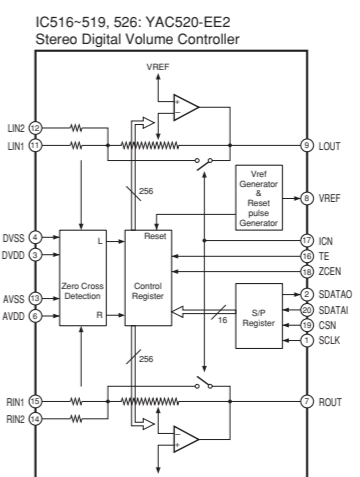 IC516~519, 526: YAC520-EE2
Stereo Digital Volume Controller
VREF
+
−
LIN2 12
LIN1 11
9 LOUT
256
Vref
Generator
&
Reset
pulse
Generator
8 VREF
DVSS 4
DVDD 3
L
Reset
17 ICN
16 TE
18 ZCEN
AVSS 13
AVDD 6
Zero Cross
Detection
Control
Register
R
16
S/P
Register
2 SDATAO
20 SDATAI
19 CSN
1 SCLK
256
RIN1 15
RIN2 14
7 ROUT
−
+